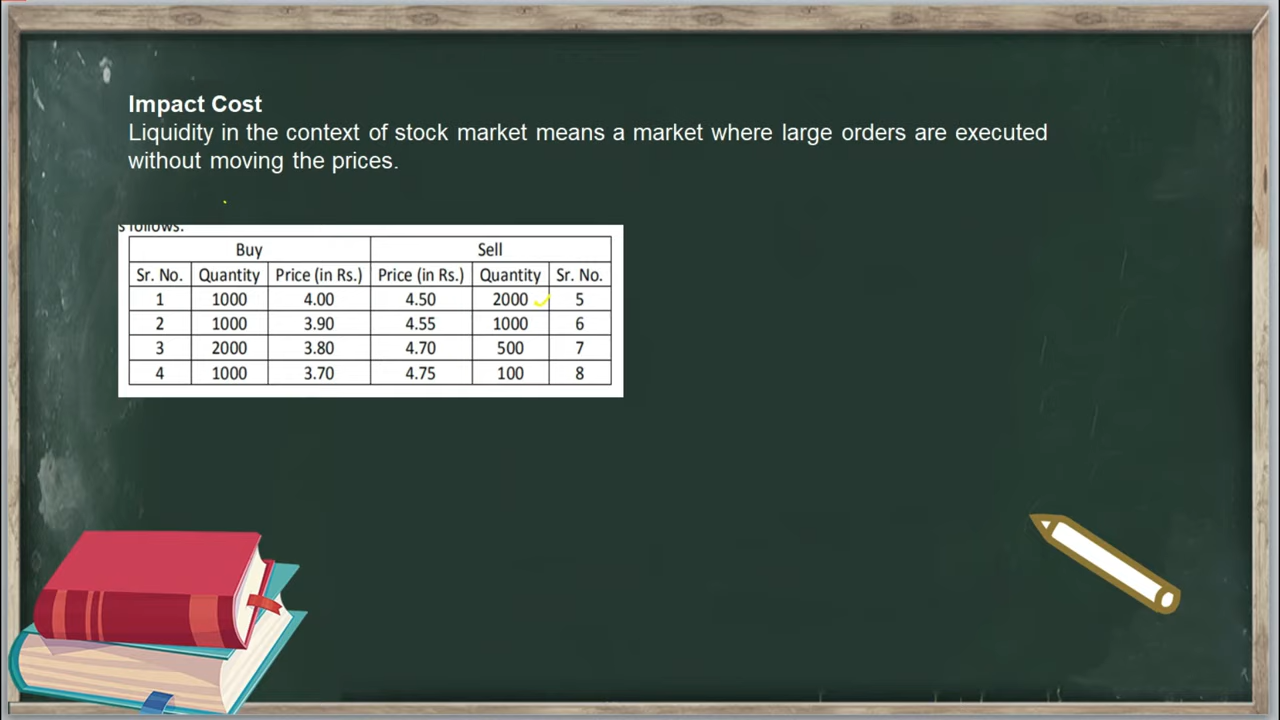 Impact Cost
Liquidity in the context of stock market means a market where large orders are executed
without moving the prices.
s follows:
Buy Sell
Sr. No. Quantity Price (in Rs.) Price (in Rs.) Quantity Sr. No.
1 1000 4.00 4.50 2000 5
2 1000 3.90 4.55 1000 6
3 2000 3.80 4.70 500 7
4 1000 3.70 4.75 100 8